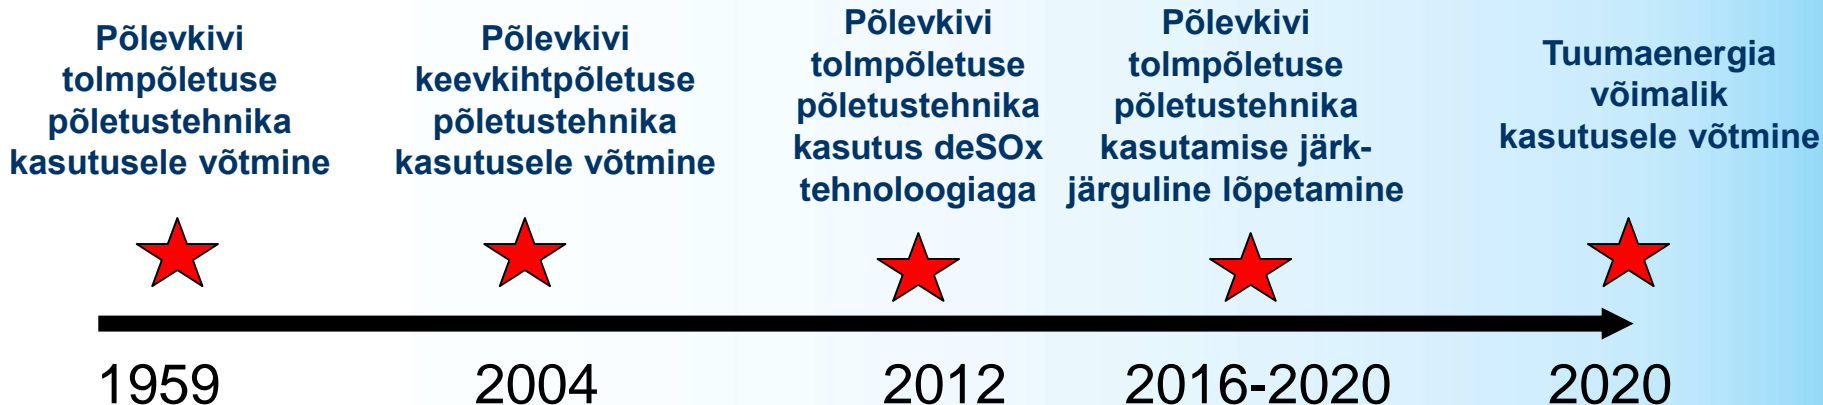 Põlevkivi
tolmpõletuse
põletustehnika
kasutusele võtmine
Põlevkivi
keevkihtpõletuse
põletustehnika
kasutusele võtmine
Põlevkivi
tolmpõletuse
põletustehnika
kasutus deSOx
tehnoloogiaga
Põlevkivi
tolmpõletuse
põletustehnika
kasutamise järk-
järguline lõpetamine
Tuumaenergia
võimalik
kasutusele võtmine
1959
2004
2012
2016-2020
2020